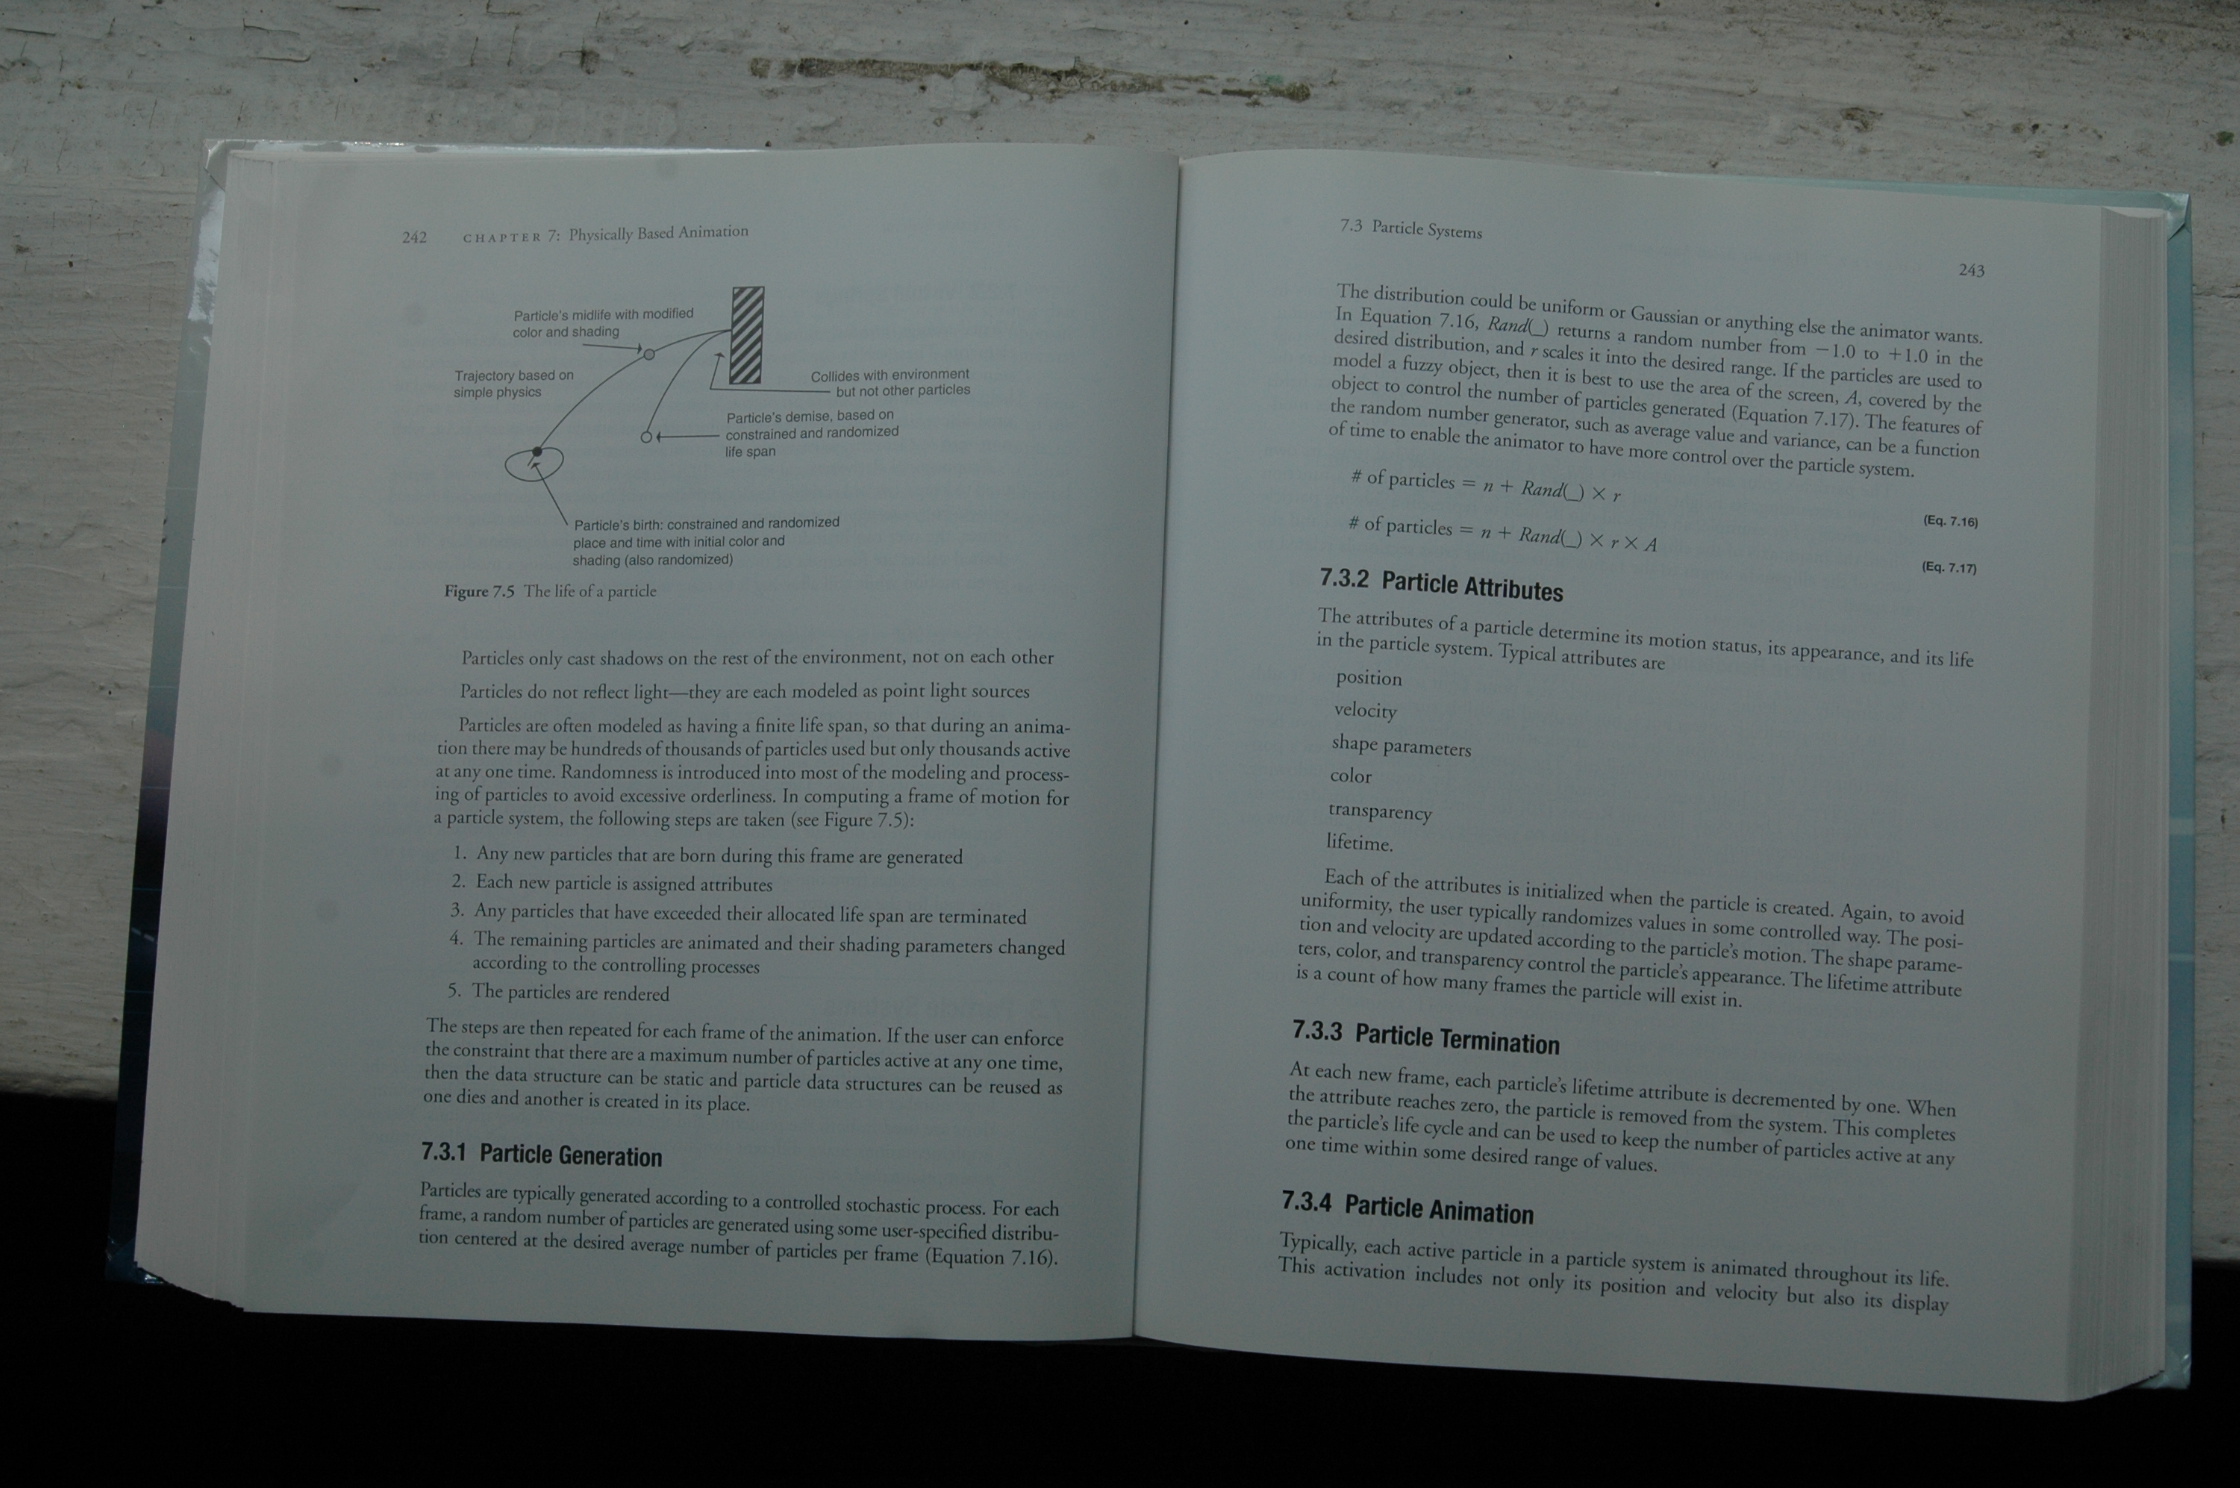 242 CHAPTER 7: Physically Based Animation
Particle's midlife with modified
color and shading
Trajectory based on
simple physics
Collides with environment
but not other particles
Particle's demise, based on
constrained and randomized
life span
Particle's birth: constrained and randomized
place and time with initial color and
shading (also randomized)
Figure 7.5 The life of a particle
Particles only cast shadows on the rest of the environment, not on each other
Particles do not reflect light—they are each modeled as point light sources
Particles are often modeled as having a finite life span, so that during an anima-
tion there may be hundreds of thousands of particles used but only thousands active
at any one time. Randomness is introduced into most of the modeling and process-
ing of particles to avoid excessive orderliness. In computing a frame of motion for
a particle system, the following steps are taken (see Figure 7.5):
1. Any new particles that are born during this frame are generated
2. Each new particle is assigned attributes
3. Any particles that have exceeded their allocated life span are terminated
4. The remaining particles are animated and their shading parameters changed
according to the controlling processes
5. The particles are rendered
The steps are then repeated for each frame of the animation. If the user can enforce
the constraint that there are a maximum number of particles active at any one time,
then the data structure can be static and particle data structures can be reused as
one dies and another is created in its place.
7.3.1 Particle Generation
Particles are typically generated according to a controlled stochastic process. For each
frame, a random number of particles are generated using some user-specified distribu-
tion centered at the desired average number of particles per frame (Equation 7.16).
7.3 Particle Systems
243
The distribution could be uniform or Gaussian or anything else the animator wants.
In Equation 7.16, Rand(_) returns a random number from −1.0 to +1.0 in the
desired distribution, and r scales it into the desired range. If the particles are used to
model a fuzzy object, then it is best to use the area of the screen, A, covered by the
object to control the number of particles generated (Equation 7.17). The features of
the random number generator, such as average value and variance, can be a function
of time to enable the animator to have more control over the particle system.
# of particles = n + Rand(_) × r
(Eq. 7.16)
# of particles = n + Rand(_) × r × A
(Eq. 7.17)
7.3.2 Particle Attributes
The attributes of a particle determine its motion status, its appearance, and its life
in the particle system. Typical attributes are
position
velocity
shape parameters
color
transparency
lifetime.
Each of the attributes is initialized when the particle is created. Again, to avoid
uniformity, the user typically randomizes values in some controlled way. The posi-
tion and velocity are updated according to the particle's motion. The shape parame-
ters, color, and transparency control the particle's appearance. The lifetime attribute
is a count of how many frames the particle will exist in.
7.3.3 Particle Termination
At each new frame, each particle's lifetime attribute is decremented by one. When
the attribute reaches zero, the particle is removed from the system. This completes
the particle's life cycle and can be used to keep the number of particles active at any
one time within some desired range of values.
7.3.4 Particle Animation
Typically, each active particle in a particle system is animated throughout its life.
This activation includes not only its position and velocity but also its display